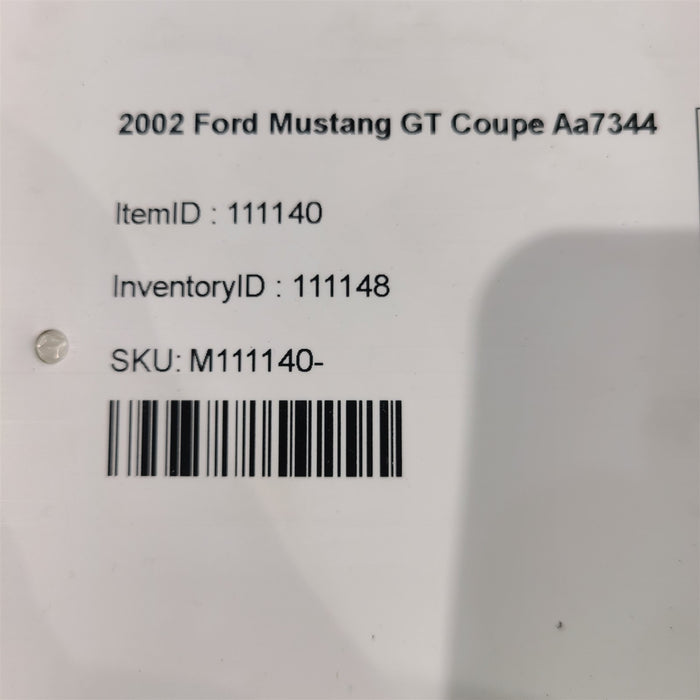 2002 Ford Mustang GT Coupe Aa7344
ItemID : 111140
InventoryID : 111148
SKU: M111140-